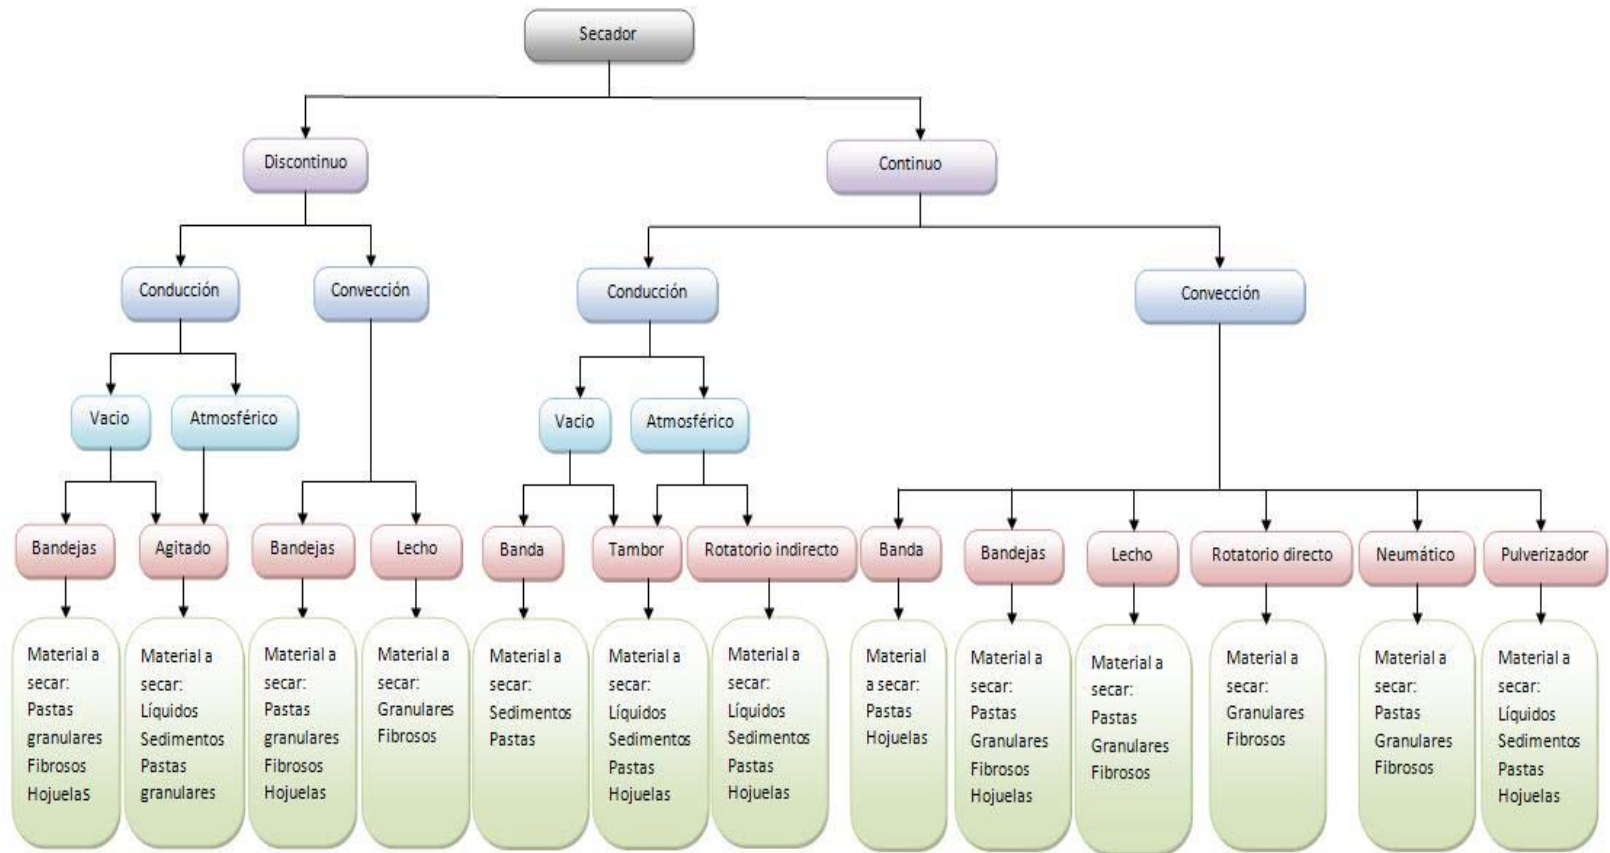 Secador
Discontinuo
Continuo
Conducción
Convección
Conducción
Convección
Vacio
Atmosférico
Vacio
Atmosférico
Bandejas
Agitado
Bandejas
Lecho
Banda
Tambor
Rotatorio indirecto
Banda
Bandejas
Lecho
Rotatorio directo
Neumático
Pulverizador
Material a
secar:
Pastas
granulares
Fibrosos
Hojuelas
Material a
secar:
Líquidos
Sedimentos
Pastas
granulares
Material a
secar:
Pastas
granulares
Fibrosos
Hojuelas
Material a
secar:
Granulares
Fibrosos
Material a
secar:
Sedimentos
Pastas
Material a
secar:
Líquidos
Sedimentos
Pastas
Hojuelas
Material a
secar:
Líquidos
Sedimentos
Pastas
Hojuelas
Material
a secar:
Pastas
Hojuelas
Material a
secar:
Pastas
Granulares
Fibrosos
Hojuelas
Material a
secar:
Pastas
Granulares
Fibrosos
Material a
secar:
Granulares
Fibrosos
Material a
secar:
Pastas
Granulares
Fibrosos
Material a
secar:
Líquidos
Sedimentos
Pastas
Hojuelas